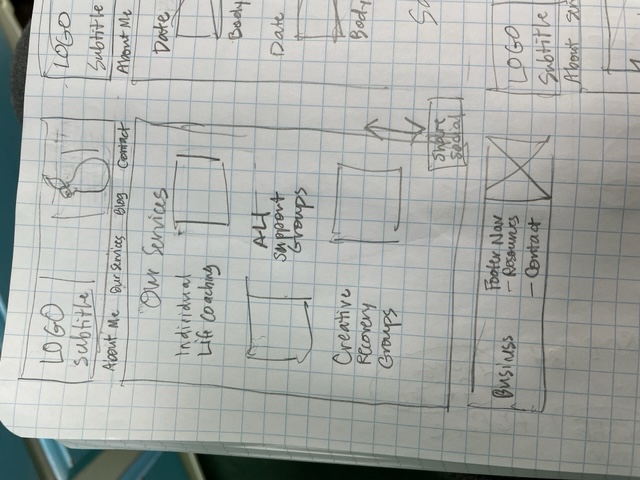 LOGO
Subtitle
About Me Our Services Blog Contact
Our Services
Individual
Life Coaching
Alt
Support
Groups
Creative
Recovery
Groups
Share
Social
Business
Footer Nav
- Resources
- Contact
LOGO
Subtitle
About Me
Date
Body
Date
Body
LOGO
Subtitle
About Ser